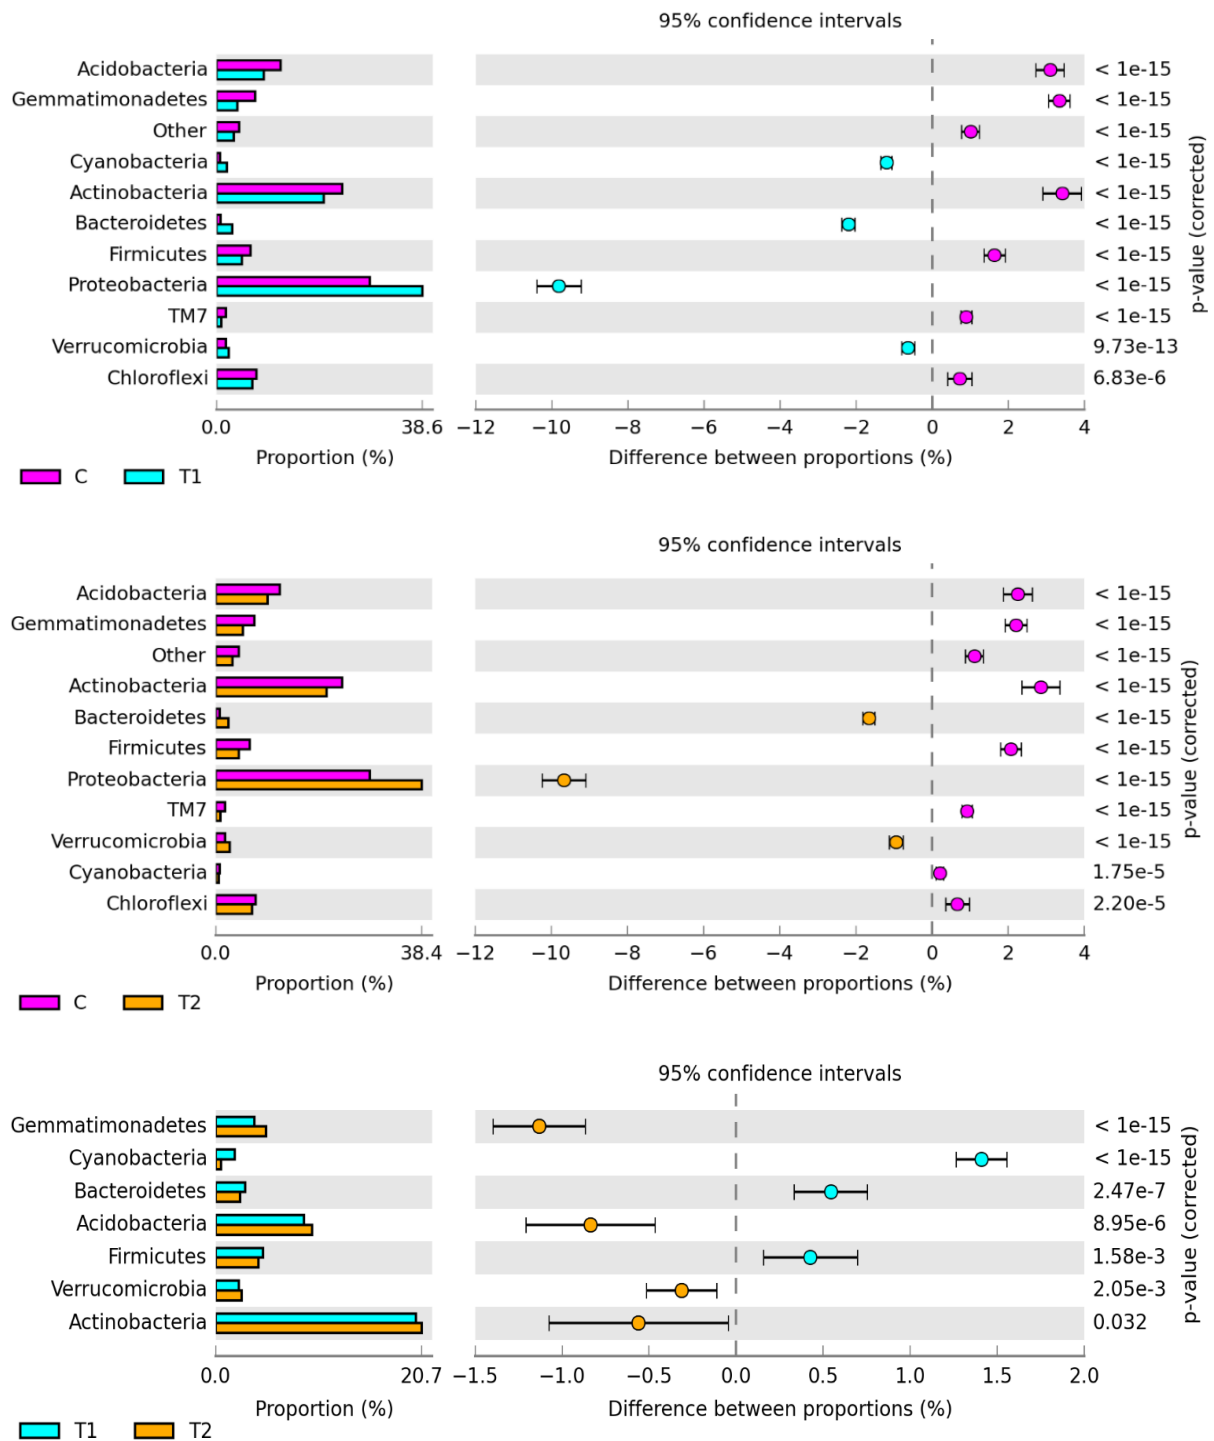 95% confidence intervals
Acidobacteria < 1e-15
Gemmatimonadetes < 1e-15
Other < 1e-15
Cyanobacteria < 1e-15
Actinobacteria < 1e-15
Bacteroidetes < 1e-15
Firmicutes < 1e-15
Proteobacteria < 1e-15
TM7 < 1e-15
Verrucomicrobia 9.73e-13
Chloroflexi 6.83e-6
p-value (corrected)
0.0 38.6 −12 −10 −8 −6 −4 −2 0 2 4
Proportion (%) Difference between proportions (%)
C T1
95% confidence intervals
Acidobacteria < 1e-15
Gemmatimonadetes < 1e-15
Other < 1e-15
Actinobacteria < 1e-15
Bacteroidetes < 1e-15
Firmicutes < 1e-15
Proteobacteria < 1e-15
TM7 < 1e-15
Verrucomicrobia < 1e-15
Cyanobacteria 1.75e-5
Chloroflexi 2.20e-5
p-value (corrected)
0.0 38.4 −12 −10 −8 −6 −4 −2 0 2 4
Proportion (%) Difference between proportions (%)
C T2
95% confidence intervals
Gemmatimonadetes < 1e-15
Cyanobacteria < 1e-15
Bacteroidetes 2.47e-7
Acidobacteria 8.95e-6
Firmicutes 1.58e-3
Verrucomicrobia 2.05e-3
Actinobacteria 0.032
p-value (corrected)
0.0 20.7 −1.5 −1.0 −0.5 0.0 0.5 1.0 1.5 2.0
Proportion (%) Difference between proportions (%)
T1 T2